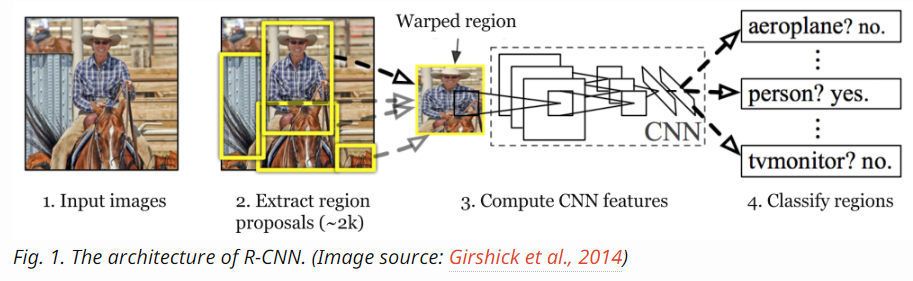 Warped region
aeroplane? no.
person? yes.
CNN
tvmonitor? no.
1. Input images
2. Extract region
proposals (~2k)
3. Compute CNN features
4. Classify regions
Fig. 1. The architecture of R-CNN. (Image source: Girshick et al., 2014)